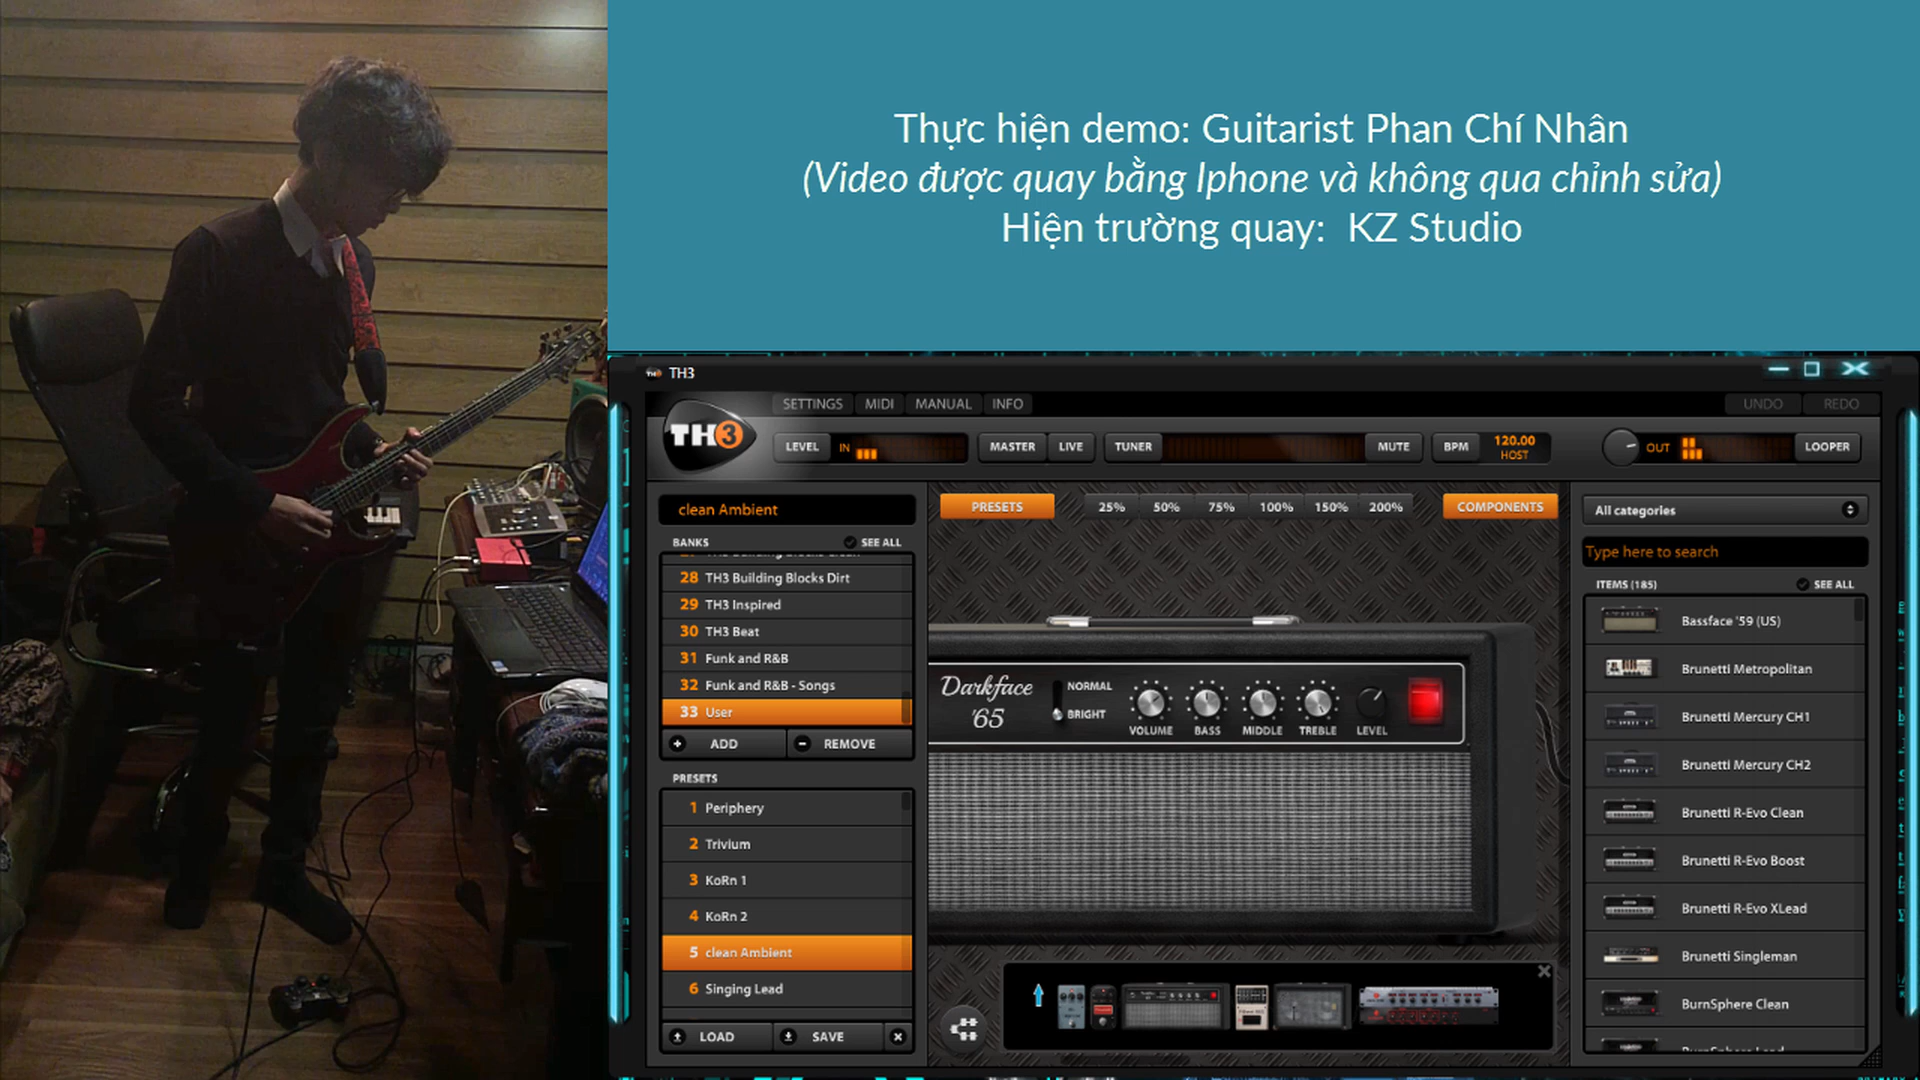 Thực hiện demo: Guitarist Phan Chí Nhân
(Video được quay bằng Iphone và không qua chỉnh sửa)
Hiện trường quay: KZ Studio
TH3
SETTINGS MIDI MANUAL INFO UNDO REDO
TH3 LEVEL IN MASTER LIVE TUNER MUTE BPM 120.00 HOST OUT LOOPER
clean Ambient
PRESETS 25% 50% 75% 100% 150% 200% COMPONENTS
BANKS SEE ALL
28 TH3 Building Blocks Dirt
29 TH3 Inspired
30 TH3 Beat
31 Funk and R&B
32 Funk and R&B - Songs
33 User
ADD REMOVE
PRESETS
1 Periphery
2 Trivium
3 KoRn 1
4 KoRn 2
5 clean Ambient
6 Singing Lead
LOAD SAVE
Darkface '65
NORMAL
BRIGHT
VOLUME BASS MIDDLE TREBLE LEVEL
All categories
Type here to search
ITEMS (185) SEE ALL
Bassface '59 (US)
Brunetti Metropolitan
Brunetti Mercury CH1
Brunetti Mercury CH2
Brunetti R-Evo Clean
Brunetti R-Evo Boost
Brunetti R-Evo XLead
Brunetti Singleman
BurnSphere Clean